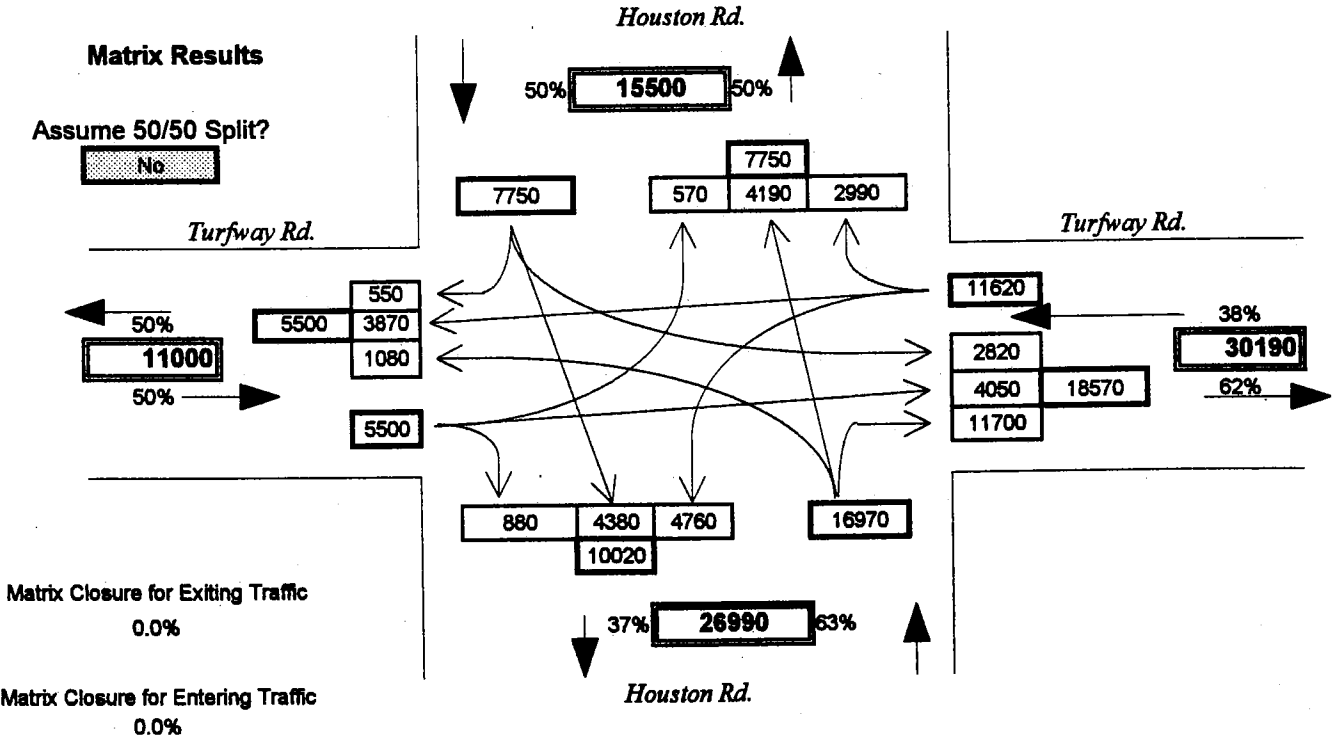 Houston Rd.
Matrix Results
50% 15500 50%
Assume 50/50 Split?
No
7750
7750
570 4190 2990
Turfway Rd.
Turfway Rd.
550
11620
50%
5500 3870
38%
11000
1080
2820
30190
50%
4050 18570
62%
5500
11700
880 4380 4760
16970
10020
Matrix Closure for Exiting Traffic
0.0%
37% 26990 63%
Houston Rd.
Matrix Closure for Entering Traffic
0.0%